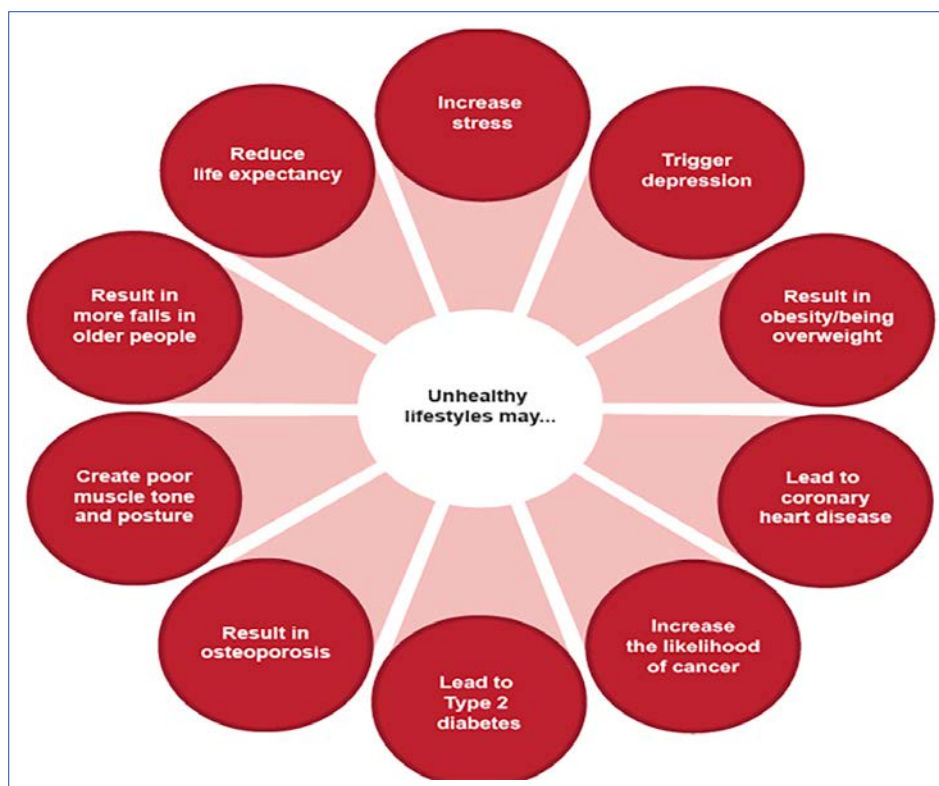 Increase
stress
Trigger
depression
Result in
obesity/being
overweight
Lead to
coronary
heart disease
Increase
the likelihood
of cancer
Lead to
Type 2
diabetes
Result in
osteoporosis
Create poor
muscle tone
and posture
Result in
more falls in
older people
Reduce
life expectancy
Unhealthy
lifestyles may...